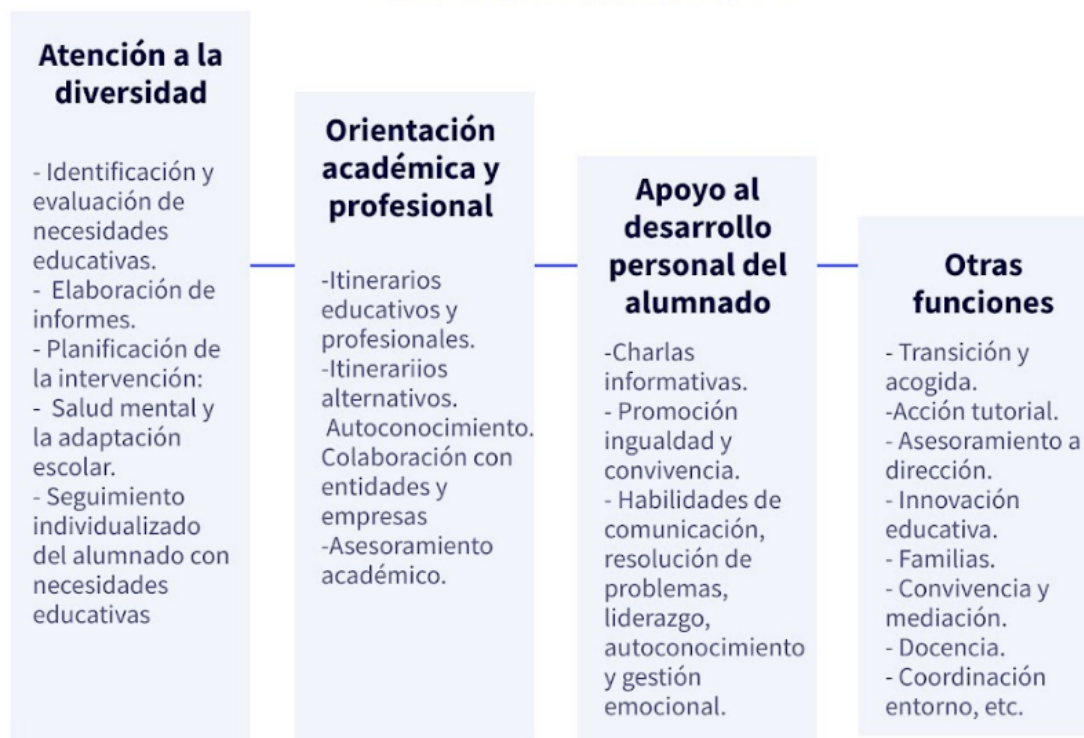 Atención a la
diversidad
- Identificación y
evaluación de
necesidades
educativas.
-  Elaboración de
informes.
- Planificación de
la intervención:
-  Salud mental y
la adaptación
escolar.
- Seguimiento
individualizado
del alumnado con
necesidades
educativas
Orientación
académica y
profesional
-Itinerarios
educativos y
profesionales.
-Itinerariios
alternativos.
Autoconocimiento.
Colaboración con
entidades y
empresas
-Asesoramiento
académico.
Apoyo al
desarrollo
personal del
alumnado
-Charlas
informativas.
- Promoción
ingualdad y
convivencia.
- Habilidades de
comunicación,
resolución de
problemas,
liderazgo,
autoconocimiento
y gestión
emocional.
Otras
funciones
- Transición y
acogida.
-Acción tutorial.
- Asesoramiento a
dirección.
- Innovación
educativa.
- Familias.
- Convivencia y
mediación.
- Docencia.
- Coordinación
entorno, etc.